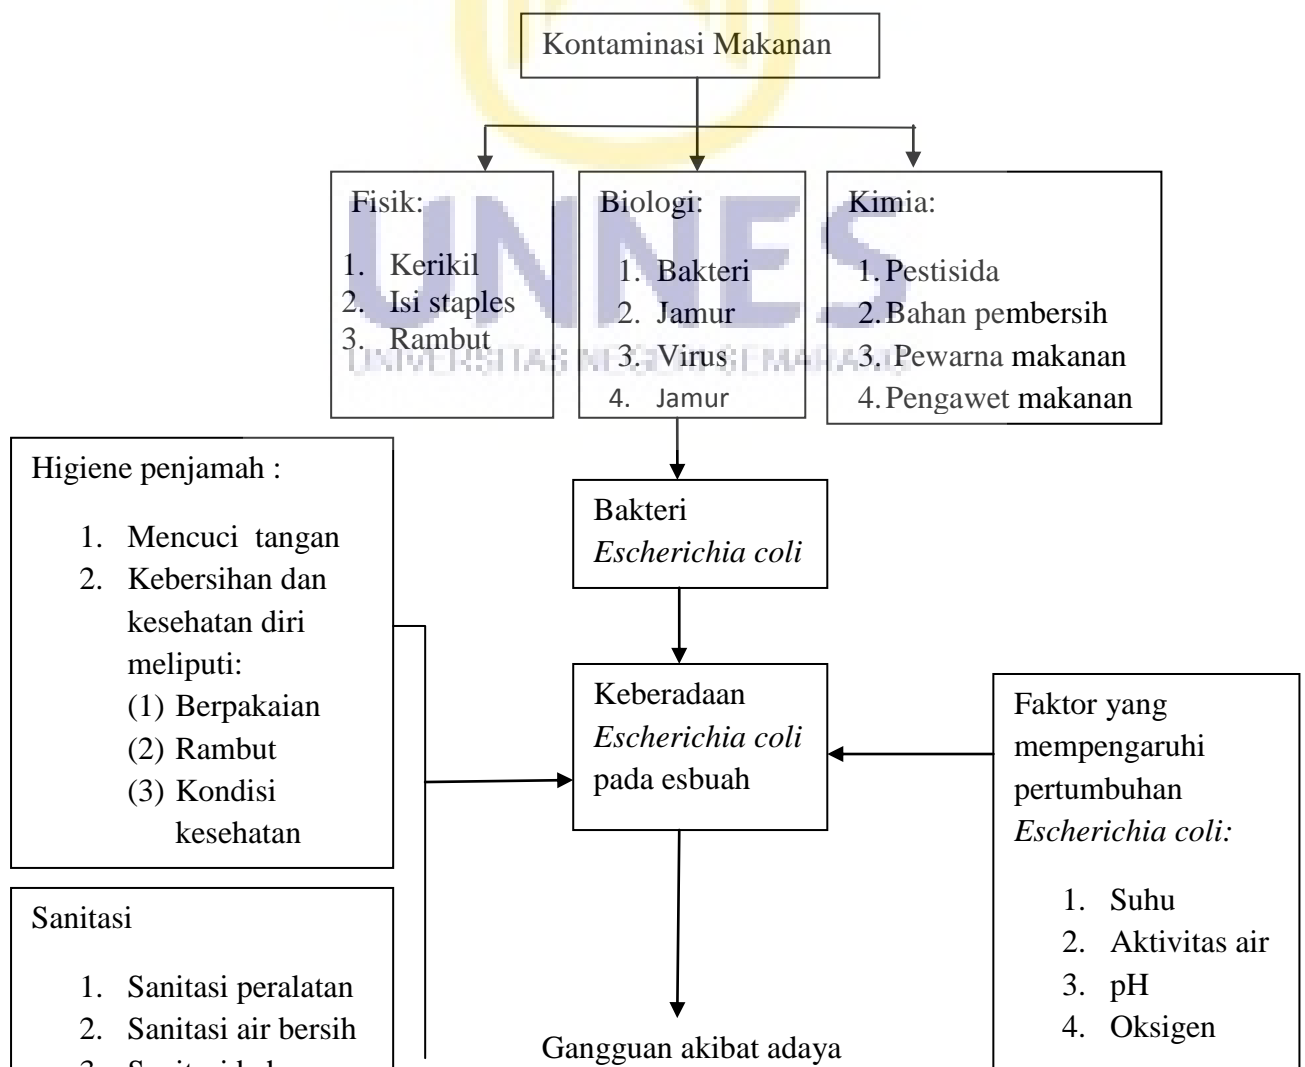 Kontaminasi Makanan
Fisik:
1. Kerikil
2. Isi staples
3. Rambut
Biologi:
1. Bakteri
2. Jamur
3. Virus
4. Jamur
Kimia:
1. Pestisida
2. Bahan pembersih
3. Pewarna makanan
4. Pengawet makanan
UNNES
UNIVERSITAS NEGERI SEMARANG
Higiene penjamah :
1. Mencuci tangan
2. Kebersihan dan
kesehatan diri
meliputi:
(1) Berpakaian
(2) Rambut
(3) Kondisi
kesehatan
Bakteri
Escherichia coli
Keberadaan
Escherichia coli
pada esbuah
Faktor yang
mempengaruhi
pertumbuhan
Escherichia coli:
1. Suhu
2. Aktivitas air
3. pH
4. Oksigen
Sanitasi
1. Sanitasi peralatan
2. Sanitasi air bersih
Gangguan akibat adaya